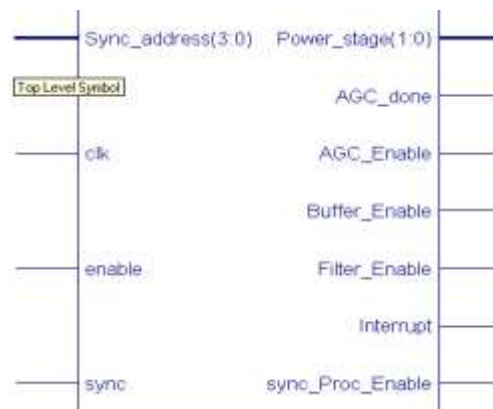 Sync_address(3:0) Power_stage(1:0)
Top Level Symbol
AGC_done
clk AGC_Enable
Buffer_Enable
enable Filter_Enable
Interrupt
sync sync_Proc_Enable